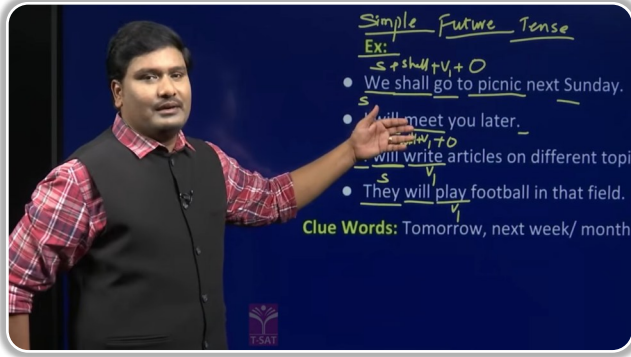 Simple Future Tense
Ex:
S + shall + V1 + O
We shall go to picnic next Sunday.
S
will meet you later.
+V1 +O
will write articles on different topi
S V1
They will play football in that field.
V1
Clue Words: Tomorrow, next week/ month
T-SAT